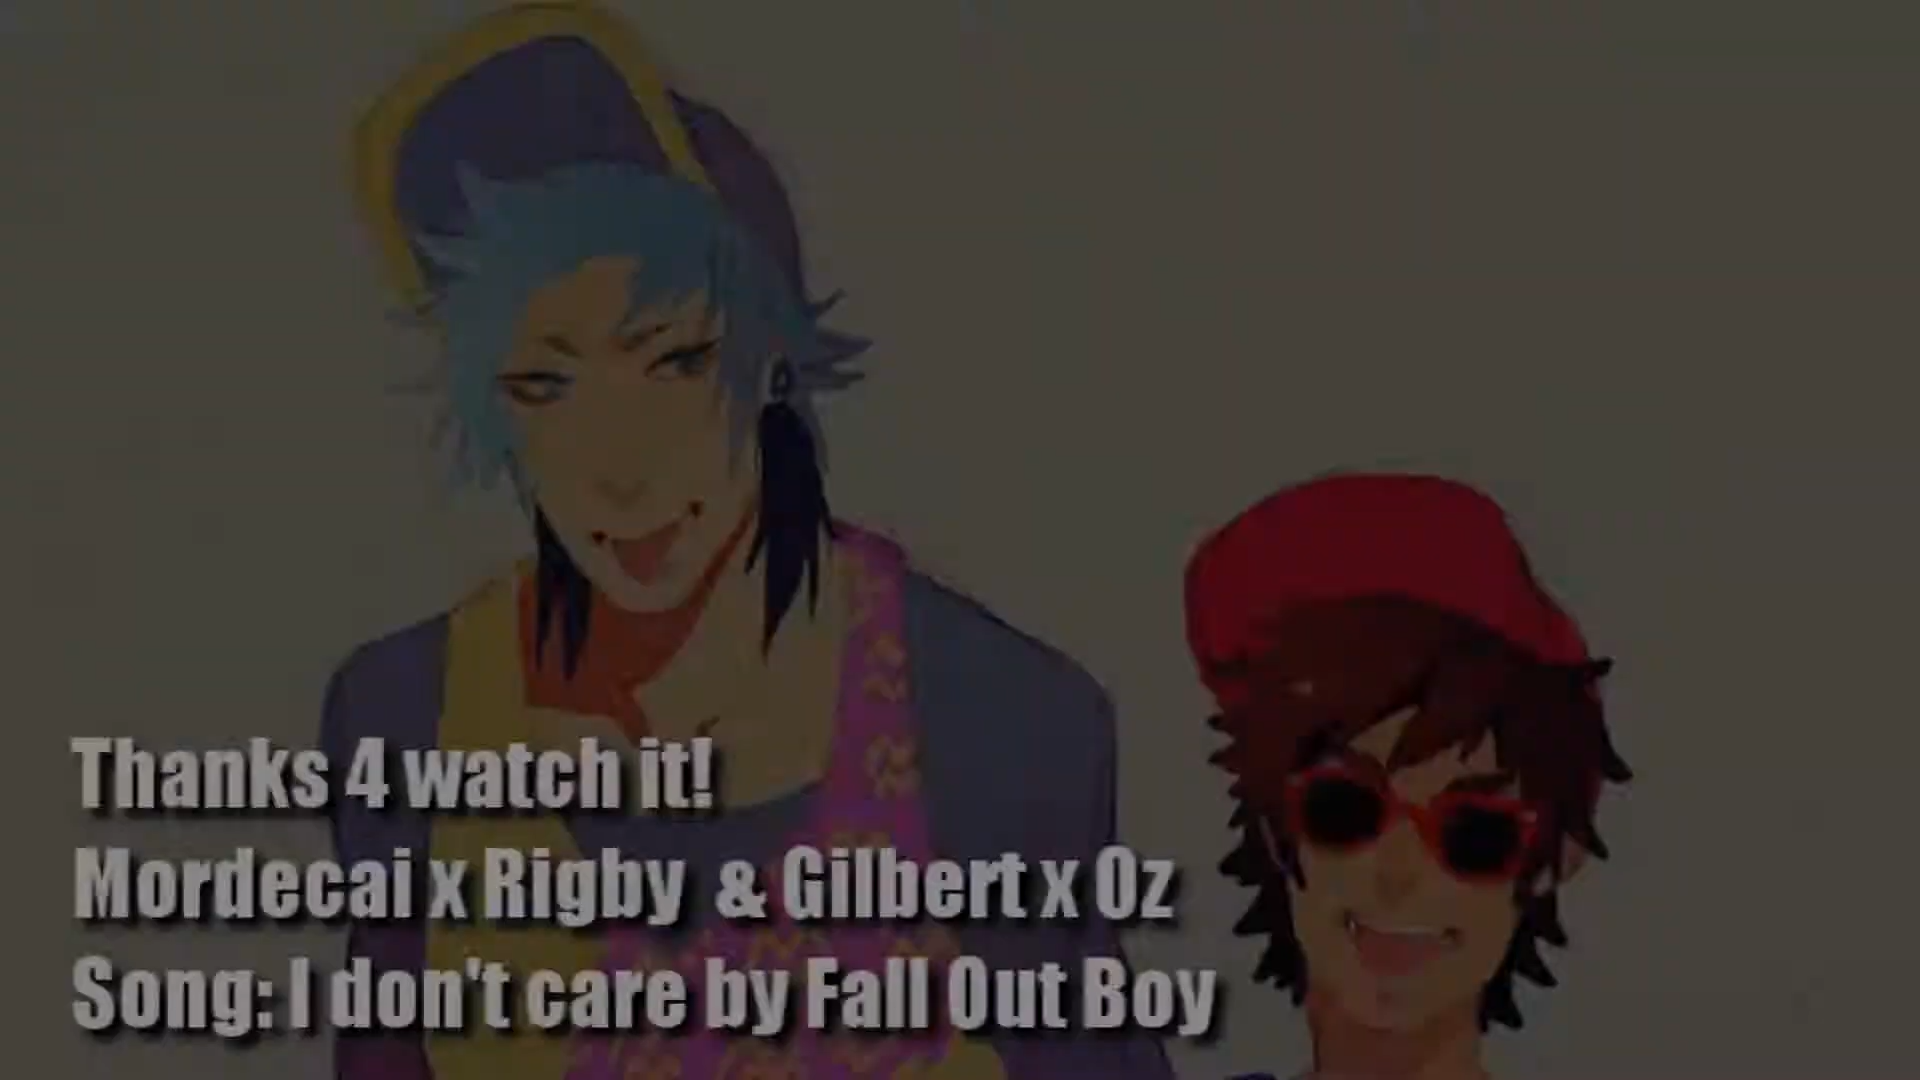 Thanks 4 watch it!
Mordecai x Rigby & Gilbert x Oz
Song: I don't care by Fall Out Boy